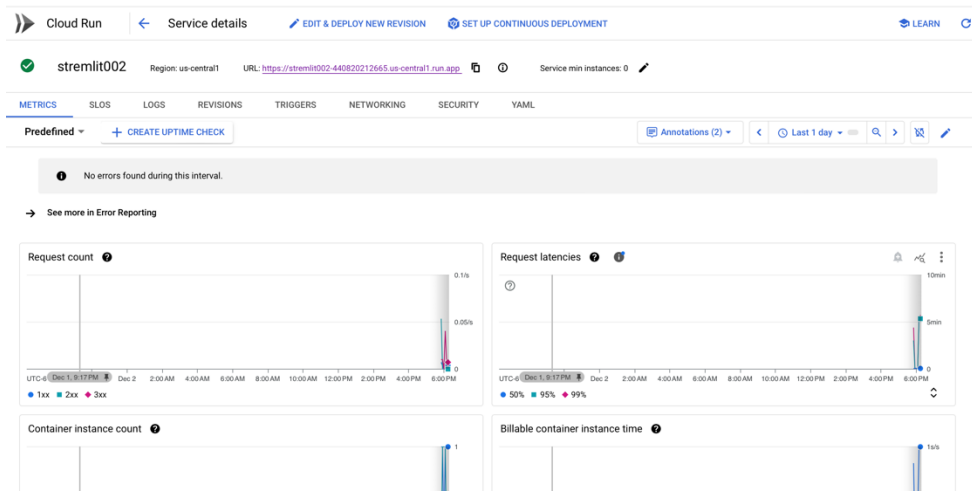 Cloud Run
Service details
EDIT & DEPLOY NEW REVISION
SET UP CONTINUOUS DEPLOYMENT
LEARN
stremlit002
Region: us-central1
URL: https://stremlit002-440820212665.us-central1.run.app
Service min instances: 0
METRICS SLOS LOGS REVISIONS TRIGGERS NETWORKING SECURITY YAML
Predefined
+ CREATE UPTIME CHECK
Annotations (2)
Last 1 day
No errors found during this interval.
See more in Error Reporting
Request count
0.1/s
0.05/s
0
UTC-6 Dec 1, 9:17 PM Dec 2 2:00 AM 4:00 AM 6:00 AM 8:00 AM 10:00 AM 12:00 PM 2:00 PM 4:00 PM 6:00 PM
1xx 2xx 3xx
Request latencies
10min
5min
0
UTC-6 Dec 1, 9:17 PM Dec 2 2:00 AM 4:00 AM 6:00 AM 8:00 AM 10:00 AM 12:00 PM 2:00 PM 4:00 PM 6:00 PM
50% 95% 99%
Container instance count
1
Billable container instance time
1s/s